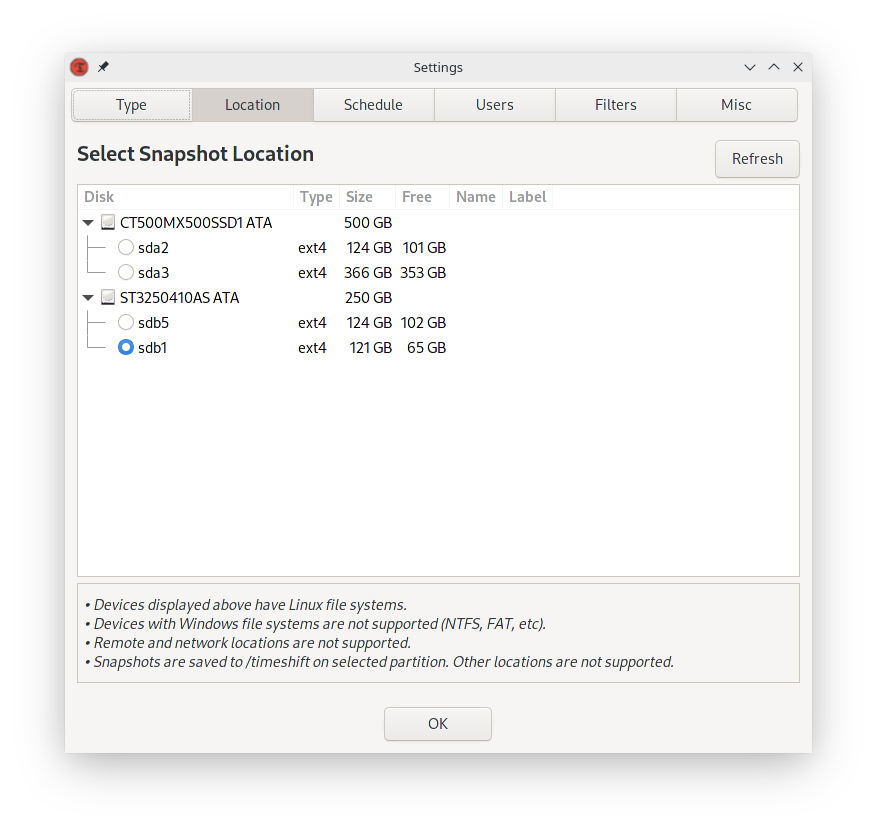 Settings
Type Location Schedule Users Filters Misc
Select Snapshot Location
Refresh
Disk Type Size Free Name Label
CT500MX500SSD1 ATA 500 GB
sda2 ext4 124 GB 101 GB
sda3 ext4 366 GB 353 GB
ST3250410AS ATA 250 GB
sdb5 ext4 124 GB 102 GB
sdb1 ext4 121 GB 65 GB
• Devices displayed above have Linux file systems.
• Devices with Windows file systems are not supported (NTFS, FAT, etc).
• Remote and network locations are not supported.
• Snapshots are saved to /timeshift on selected partition. Other locations are not supported.
OK